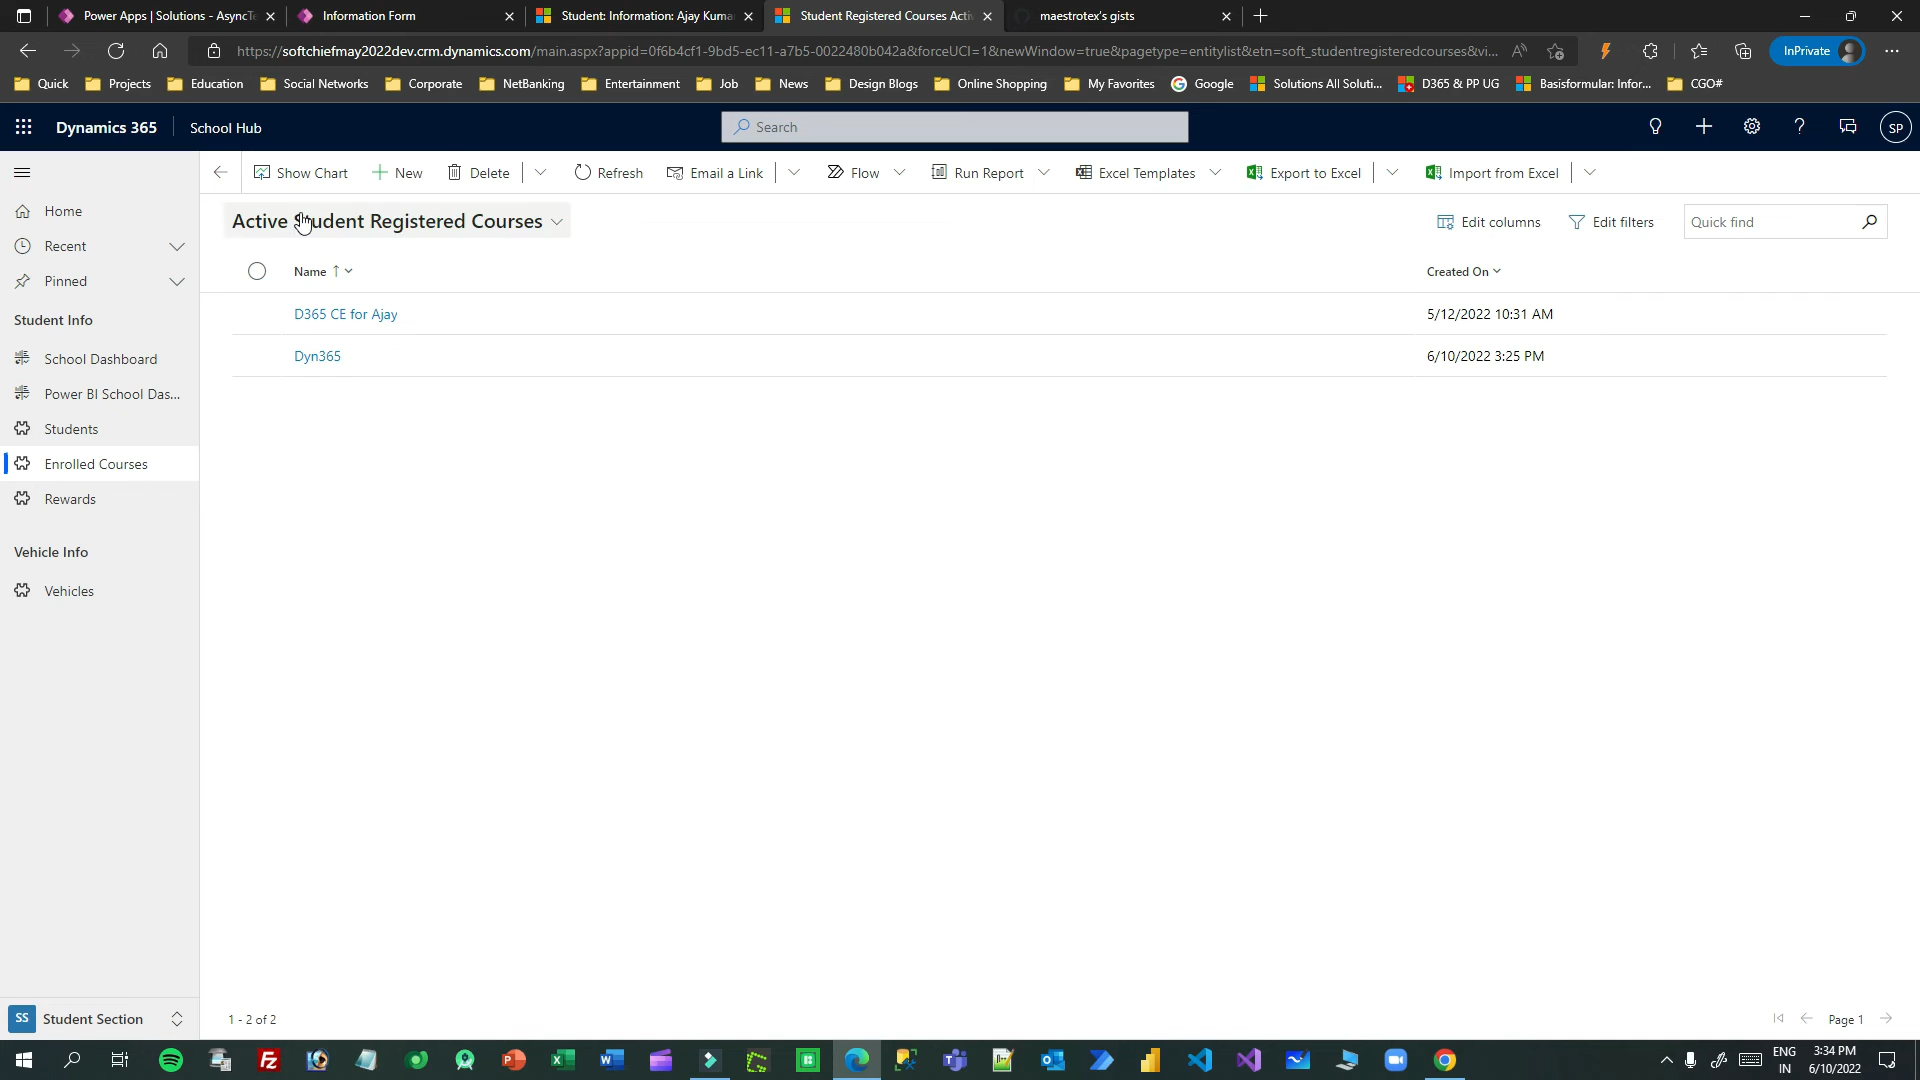 Power Apps | Solutions - AsyncTe
Information Form
Student: Information: Ajay Kuma
Student Registered Courses Acti
maestrotex's gists
https://softchiefmay2022dev.crm.dynamics.com/main.aspx?appid=0f6b4cf1-9bd5-ec11-a7b5-0022480b042a&forceUCI=1&newWindow=true&pagetype=entitylist&etn=soft_studentregisteredcourses&vi...
InPrivate
Quick
Projects
Education
Social Networks
Corporate
NetBanking
Entertainment
Job
News
Design Blogs
Online Shopping
My Favorites
Google
Solutions All Soluti...
D365 & PP UG
Basisformular: Infor...
CGO#
Dynamics 365
School Hub
Search
SP
Show Chart
New
Delete
Refresh
Email a Link
Flow
Run Report
Excel Templates
Export to Excel
Import from Excel
Home
Recent
Pinned
Student Info
School Dashboard
Power BI School Das...
Students
Enrolled Courses
Rewards
Vehicle Info
Vehicles
Active Student Registered Courses
Edit columns
Edit filters
Quick find
Name ↑
Created On
D365 CE for Ajay
5/12/2022 10:31 AM
Dyn365
6/10/2022 3:25 PM
SS
Student Section
1 - 2 of 2
Page 1
ENG
IN
3:34 PM
6/10/2022